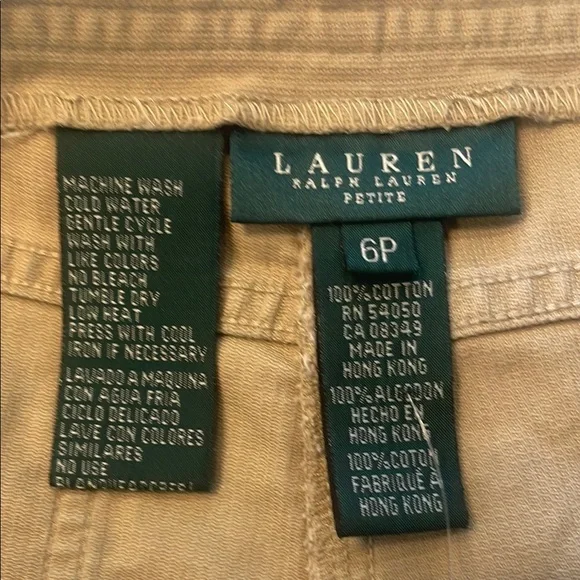 MACHINE WASH
COLD WATER
GENTLE CYCLE
WASH WITH
LIKE COLORS
NO BLEACH
TUMBLE DRY
LOW HEAT
PRESS WITH COOL
IRON IF NECESSARY
LAVADO A MAQUINA
CON AGUA FRIA
CICLO DELICADO
LAVE CON COLORES
SIMILARES
NO USE
LAUREN
RALPH LAUREN
PETITE
6P
100% COTTON
RN 54050
CA 08349
MADE IN
HONG KONG
100% ALGODON
HECHO EN
HONG KONG
100% COTON
FABRIQUÉ A
HONG KONG